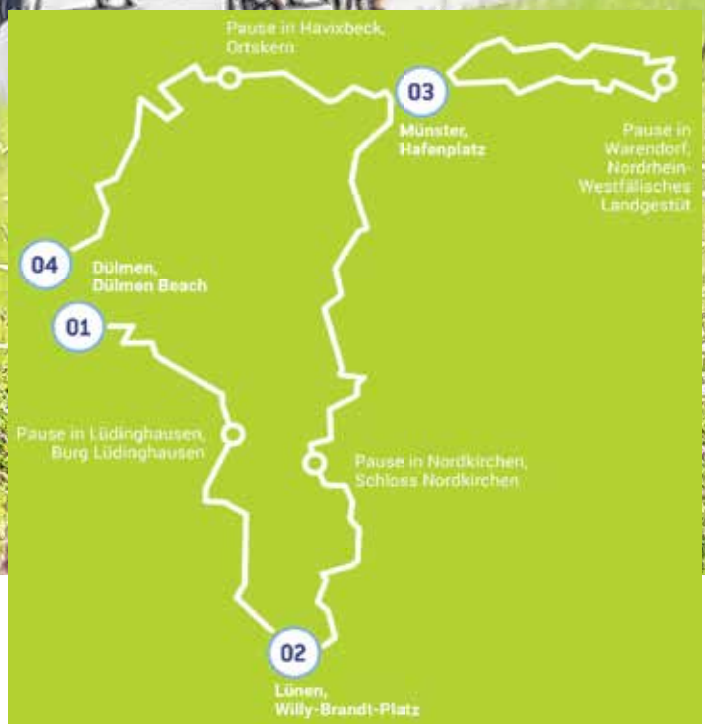 Pause in Havixbeck,
Ortskern
03
Münster,
Hafenplatz
Pause in
Warendorf,
Nordrhein-
Westfälisches
Landgestüt
04
Dülmen,
Dülmen Beach
01
Pause in Lüdinghausen,
Burg Lüdinghausen
Pause in Nordkirchen,
Schloss Nordkirchen
02
Lünen,
Willy-Brandt-Platz